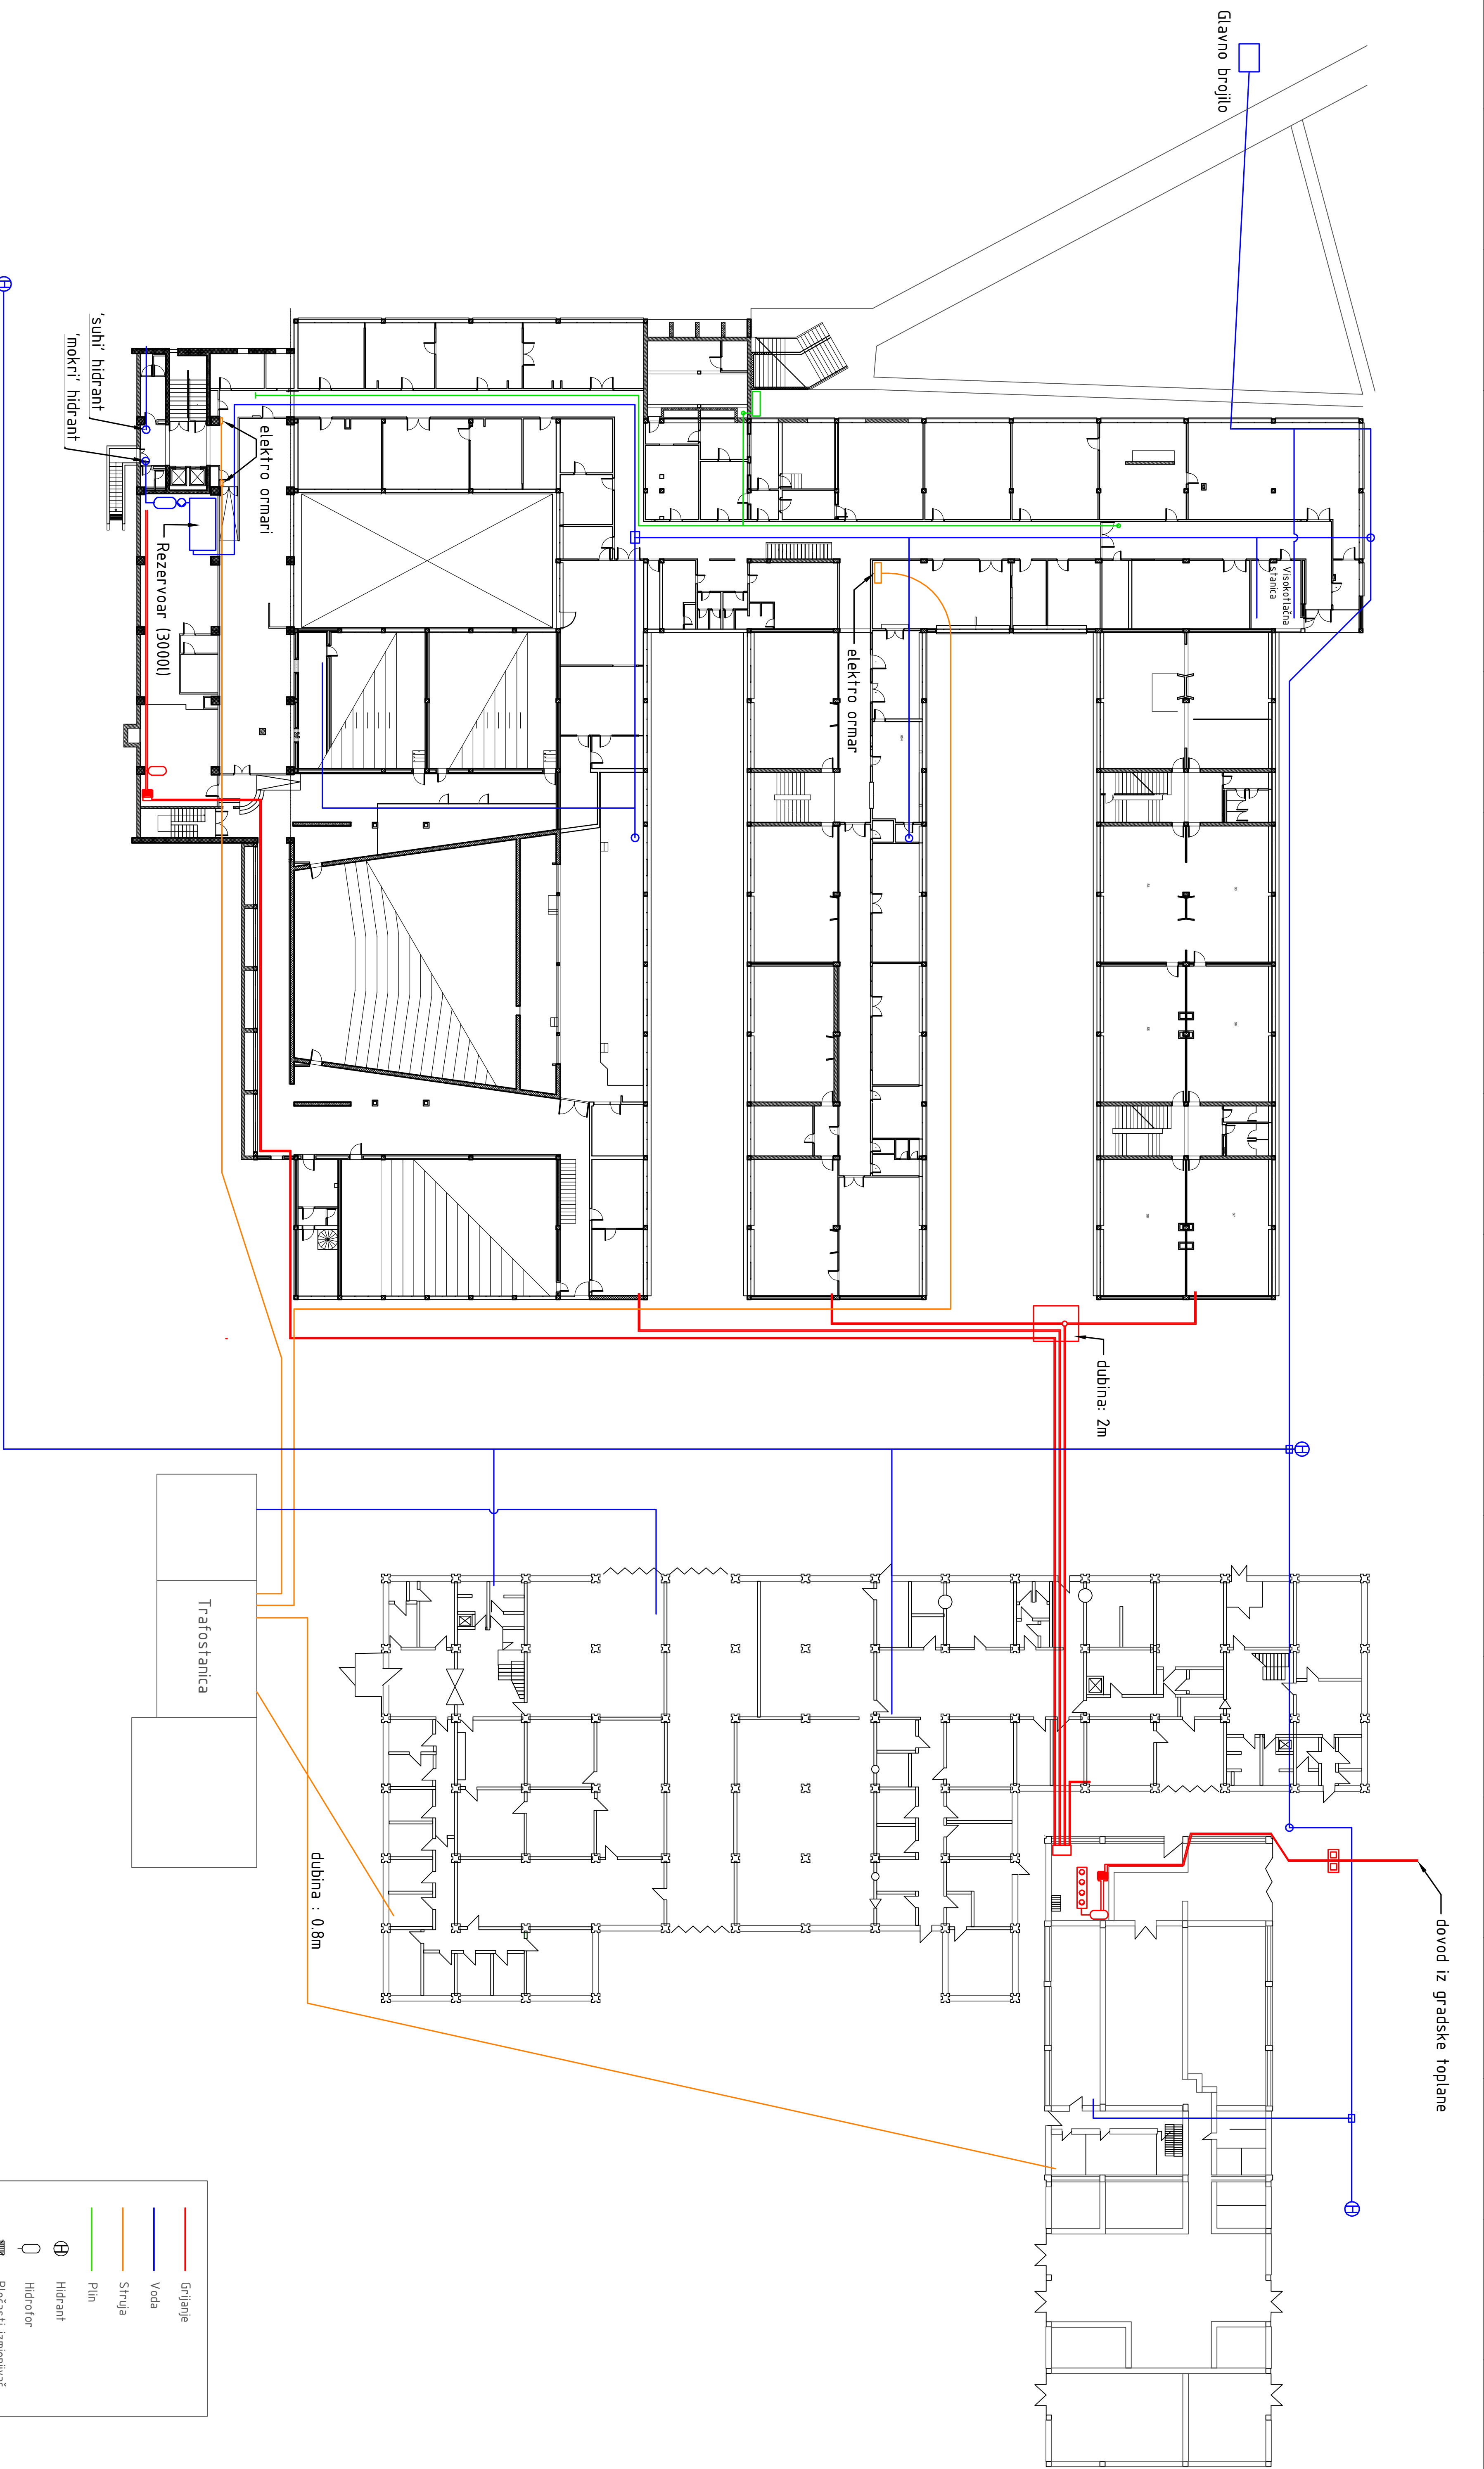 Glavno brojilo
dovod iz gradske toplane
Visokotlačna
stanica
dubina: 2m
elektro ormar
elektro ormari
Rezervoar (3000l)
'suhi' hidrant
'mokri' hidrant
Trafostanica
dubina : 0.8m
Grijanje
Voda
Struja
Plin
H Hidrant
Hidrofor
H
H
H